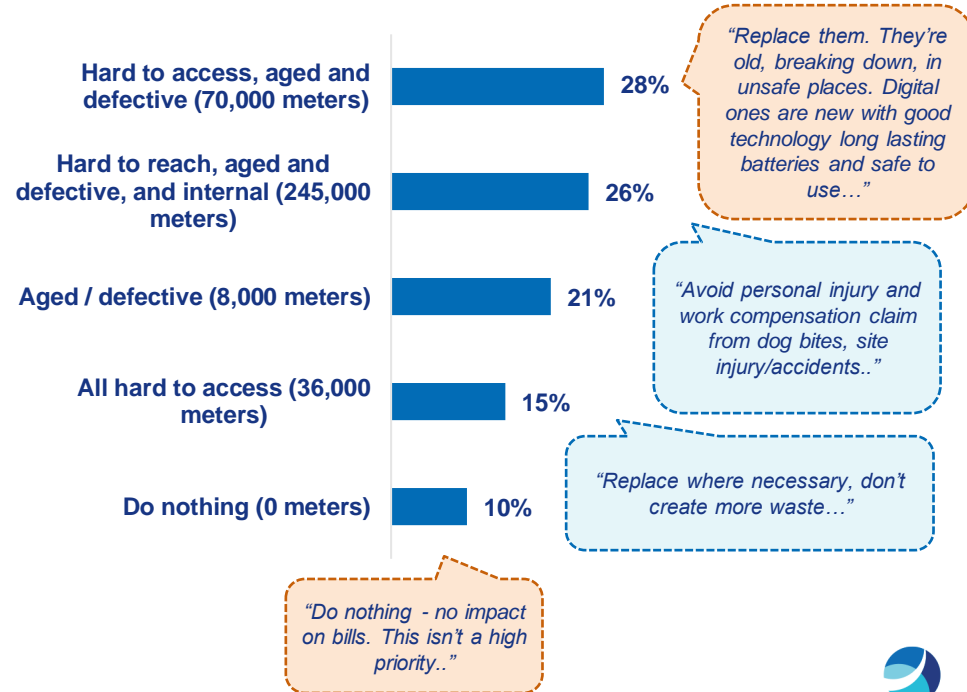 Hard to access, aged and
defective (70,000 meters)
28%
“Replace them. They’re
old, breaking down, in
unsafe places. Digital
ones are new with good
technology long lasting
batteries and safe to
use…”
Hard to reach, aged and
defective, and internal (245,000
meters)
26%
“Avoid personal injury and
work compensation claim
from dog bites, site
injury/accidents..”
Aged / defective (8,000 meters)
21%
All hard to access (36,000
meters)
15%
“Replace where necessary, don’t
create more waste…”
Do nothing (0 meters)
10%
“Do nothing - no impact
on bills. This isn’t a high
priority..”